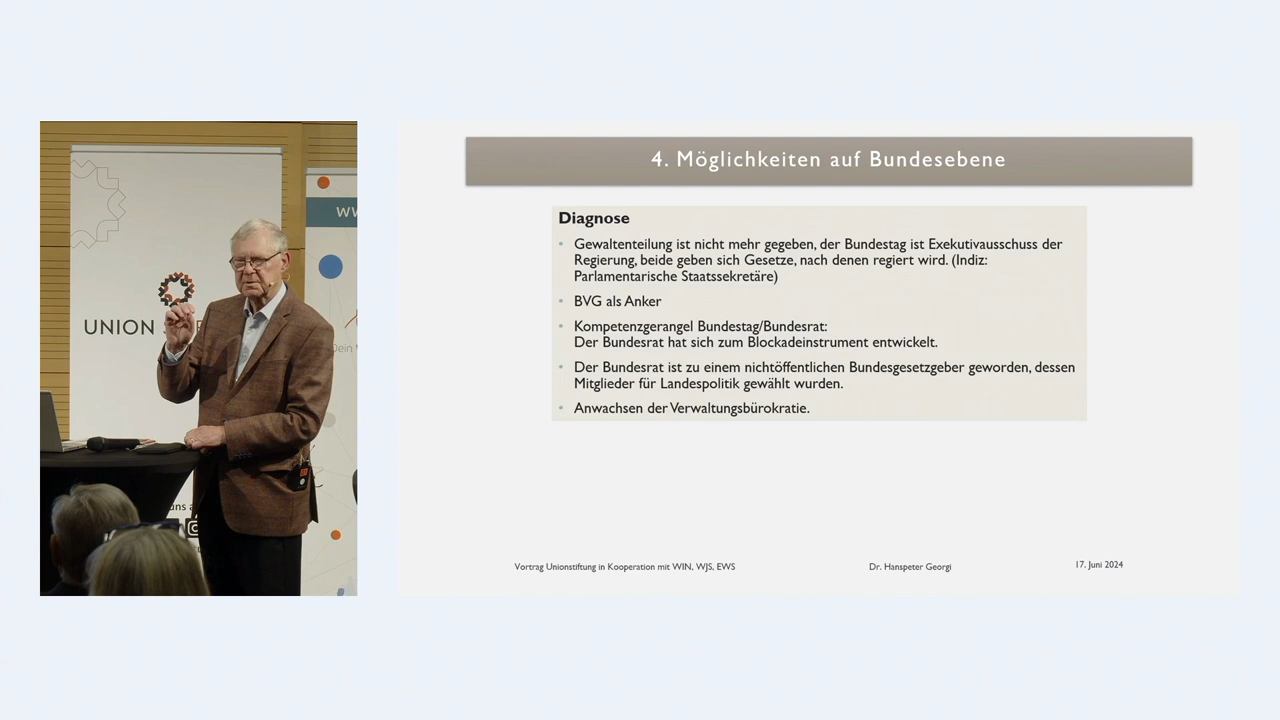 4. Möglichkeiten auf Bundesebene
Diagnose
• Gewaltenteilung ist nicht mehr gegeben, der Bundestag ist Exekutivausschuss der
Regierung, beide geben sich Gesetze, nach denen regiert wird. (Indiz:
Parlamentarische Staatssekretäre)
• BVG als Anker
• Kompetenzgerangel Bundestag/Bundesrat:
Der Bundesrat hat sich zum Blockadeinstrument entwickelt.
• Der Bundesrat ist zu einem nichtöffentlichen Bundesgesetzgeber geworden, dessen
Mitglieder für Landespolitik gewählt wurden.
• Anwachsen der Verwaltungsbürokratie.
Vortrag Unionstiftung in Kooperation mit WIN, WJS, EWS
Dr. Hanspeter Georgi
17. Juni 2024
UNION
Dein